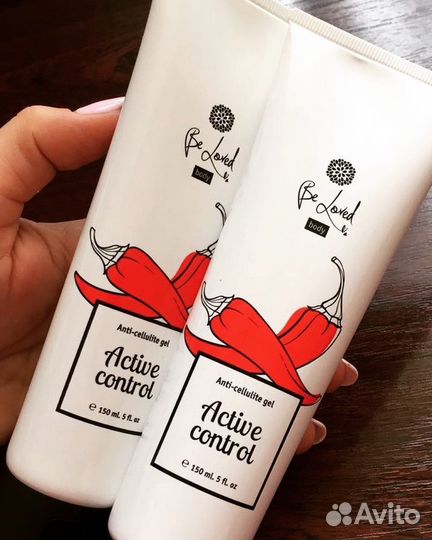 Be Loved
body
Anti-cellulite gel
Active
control
℮ 150 ml. 5 fl. oz
Be Loved
body
Anti-cellulite gel
Active
control
℮ 150 ml. 5 fl. oz
Avito